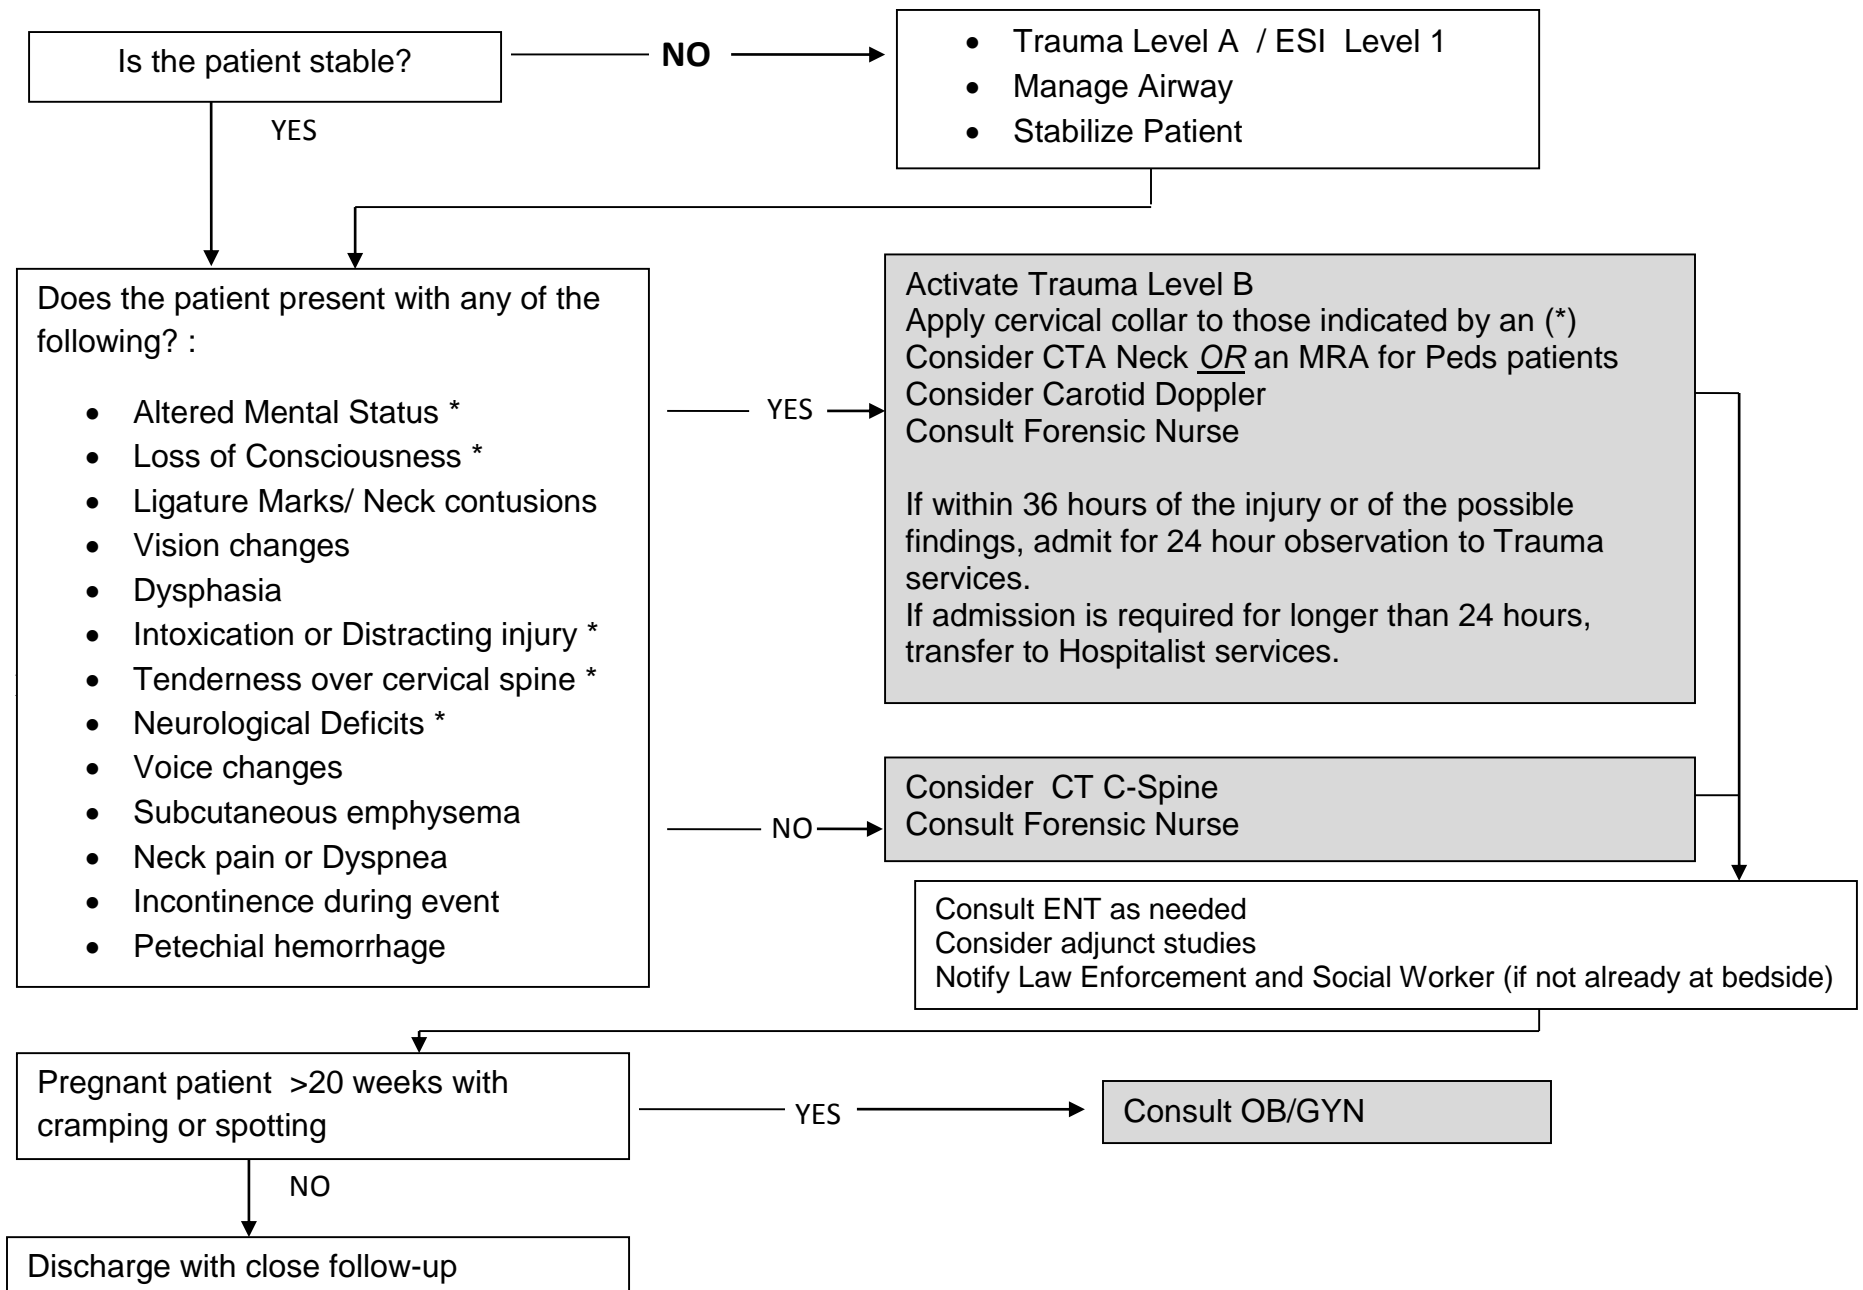 Is the patient stable?
NO
• Trauma Level A / ESI Level 1
• Manage Airway
• Stabilize Patient
YES
Does the patient present with any of the
following? :
• Altered Mental Status *
• Loss of Consciousness *
• Ligature Marks/ Neck contusions
• Vision changes
• Dysphasia
• Intoxication or Distracting injury *
• Tenderness over cervical spine *
• Neurological Deficits *
• Voice changes
• Subcutaneous emphysema
• Neck pain or Dyspnea
• Incontinence during event
• Petechial hemorrhage
YES
Activate Trauma Level B
Apply cervical collar to those indicated by an (*)
Consider CTA Neck OR an MRA for Peds patients
Consider Carotid Doppler
Consult Forensic Nurse
If within 36 hours of the injury or of the possible
findings, admit for 24 hour observation to Trauma
services.
If admission is required for longer than 24 hours,
transfer to Hospitalist services.
NO
Consider CT C-Spine
Consult Forensic Nurse
Consult ENT as needed
Consider adjunct studies
Notify Law Enforcement and Social Worker (if not already at bedside)
Pregnant patient >20 weeks with
cramping or spotting
YES
Consult OB/GYN
NO
Discharge with close follow-up